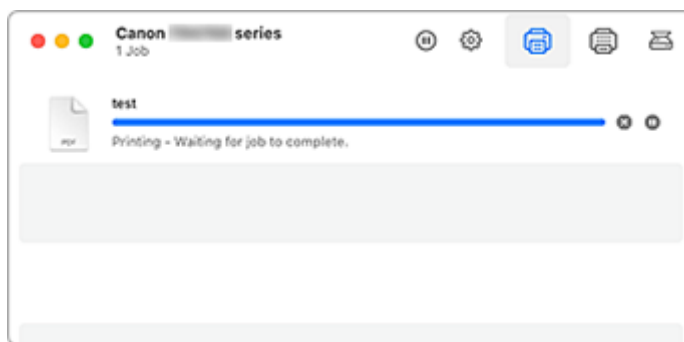 Canon series
1 Job
test
Printing - Waiting for job to complete.
PDF